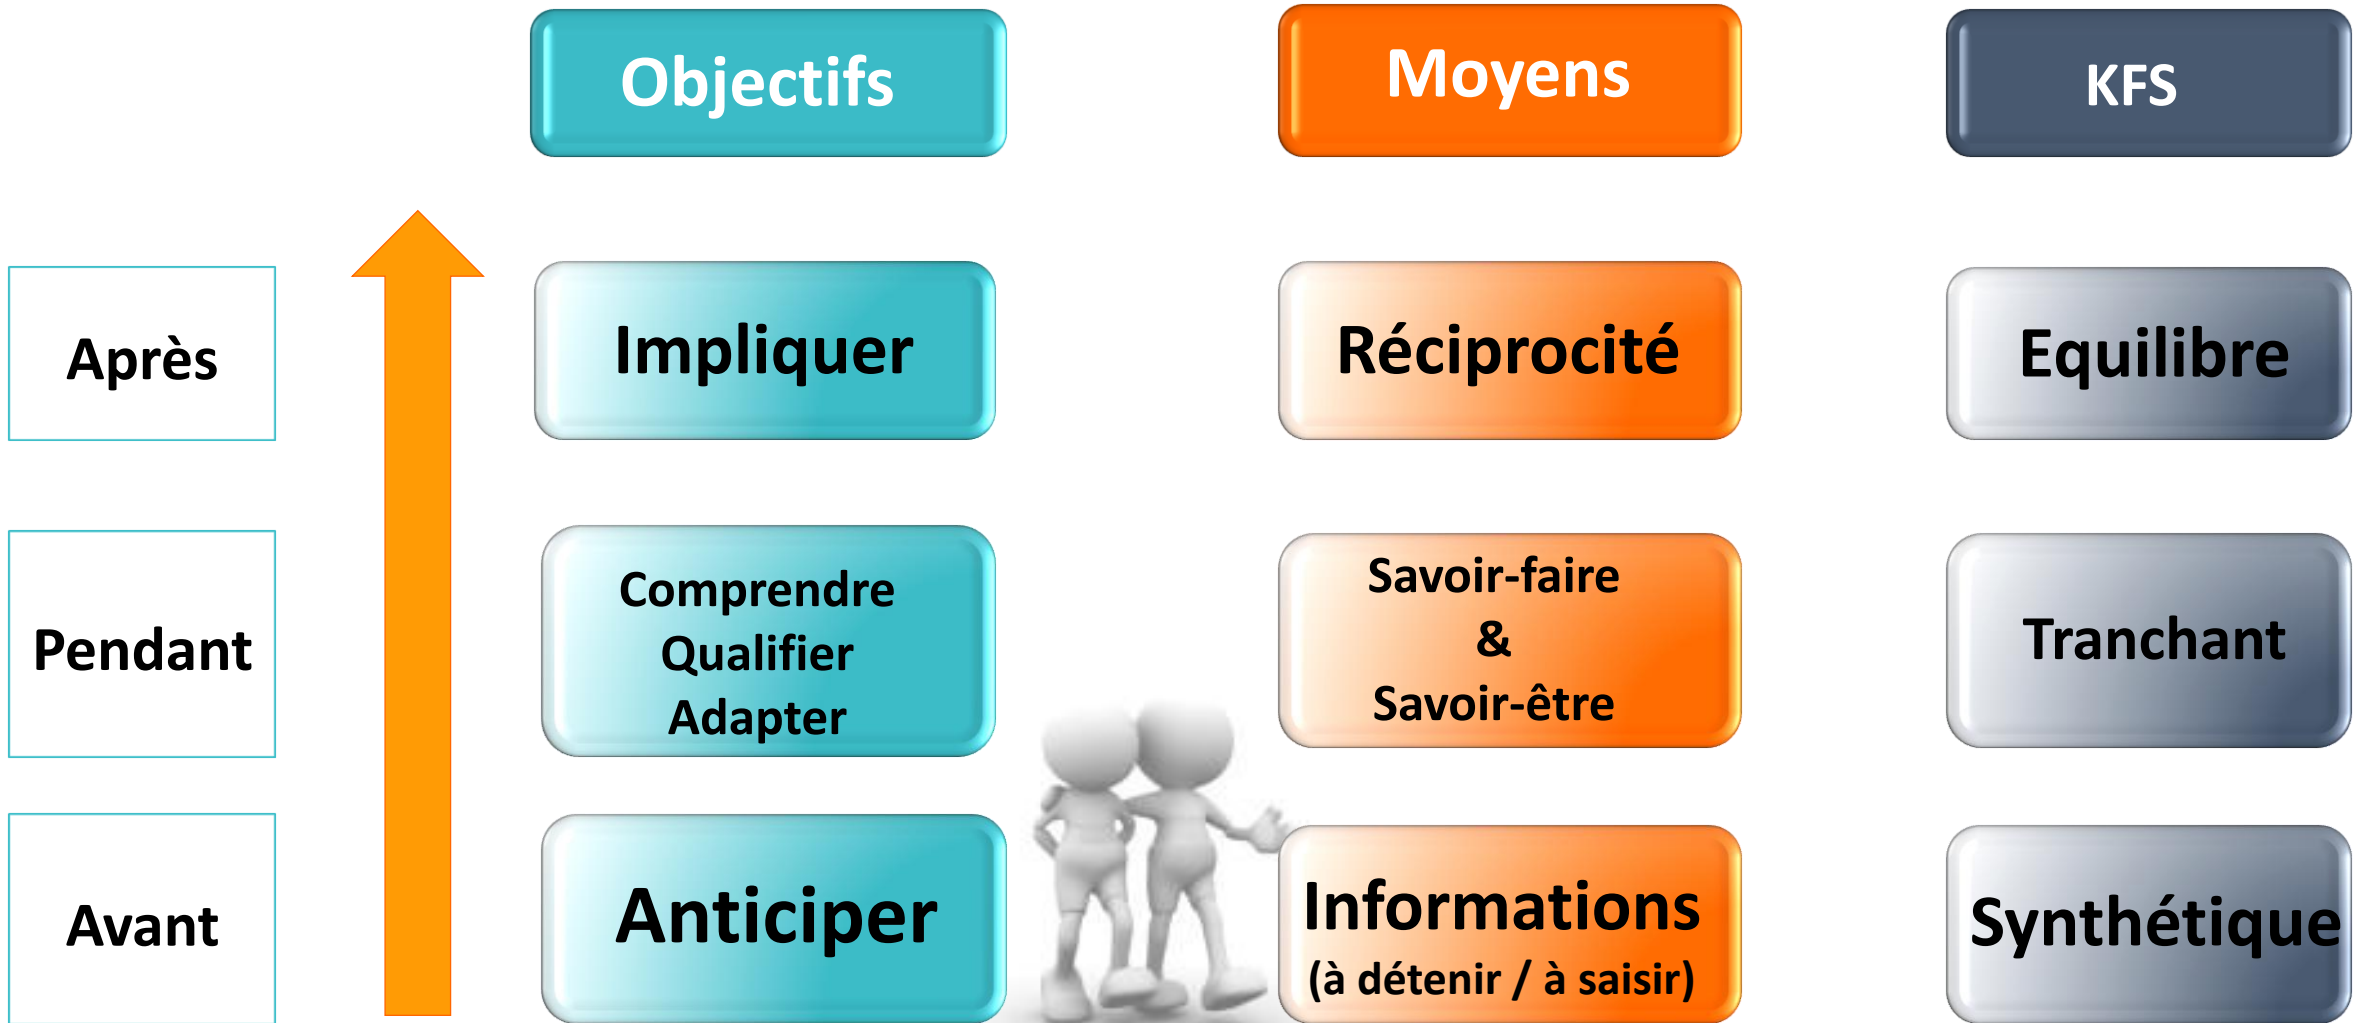 Objectifs
Moyens
KFS
Après
Impliquer
Réciprocité
Equilibre
Pendant
Comprendre
Qualifier
Adapter
Savoir-faire
&
Savoir-être
Tranchant
Avant
Anticiper
Informations
(à détenir / à saisir)
Synthétique